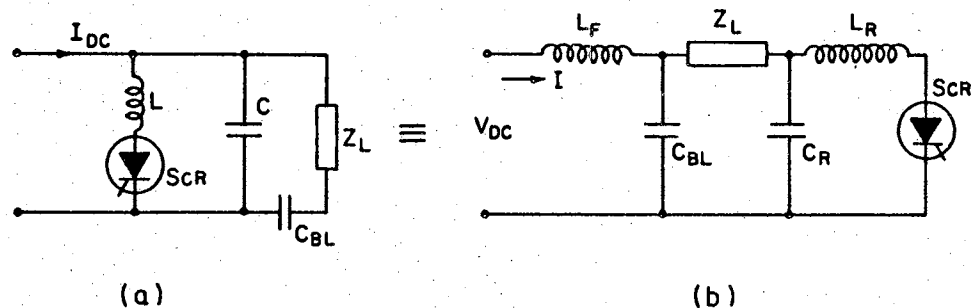 I_DC
L
C
Z_L
SCR
C_BL
≡
(a)
L_F
Z_L
L_R
I
V_DC
C_BL
C_R
SCR
(b)